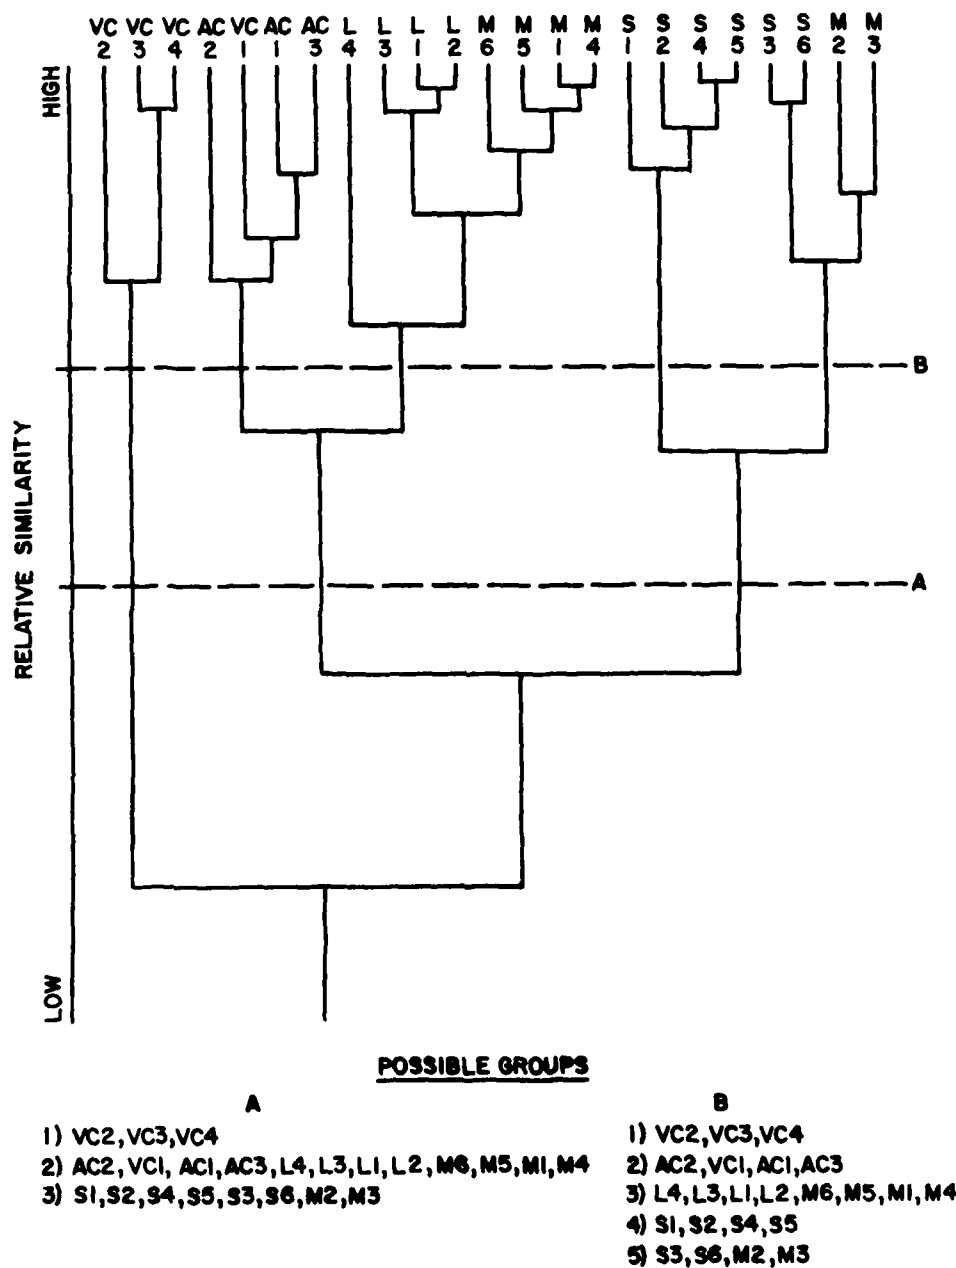 VC VC VC AC VC AC AC L L L L M M M M S S S S S S M M
2 3 4 2 1 1 3 4 3 1 2 6 5 1 4 1 2 4 5 3 6 2 3
HIGH
B
RELATIVE SIMILARITY
A
LOW
POSSIBLE GROUPS
A
1) VC2, VC3, VC4
2) AC2, VC1, AC1, AC3, L4, L3, L1, L2, M6, M5, M1, M4
3) S1, S2, S4, S5, S3, S6, M2, M3
B
1) VC2, VC3, VC4
2) AC2, VC1, AC1, AC3
3) L4, L3, L1, L2, M6, M5, M1, M4
4) S1, S2, S4, S5
5) S3, S6, M2, M3